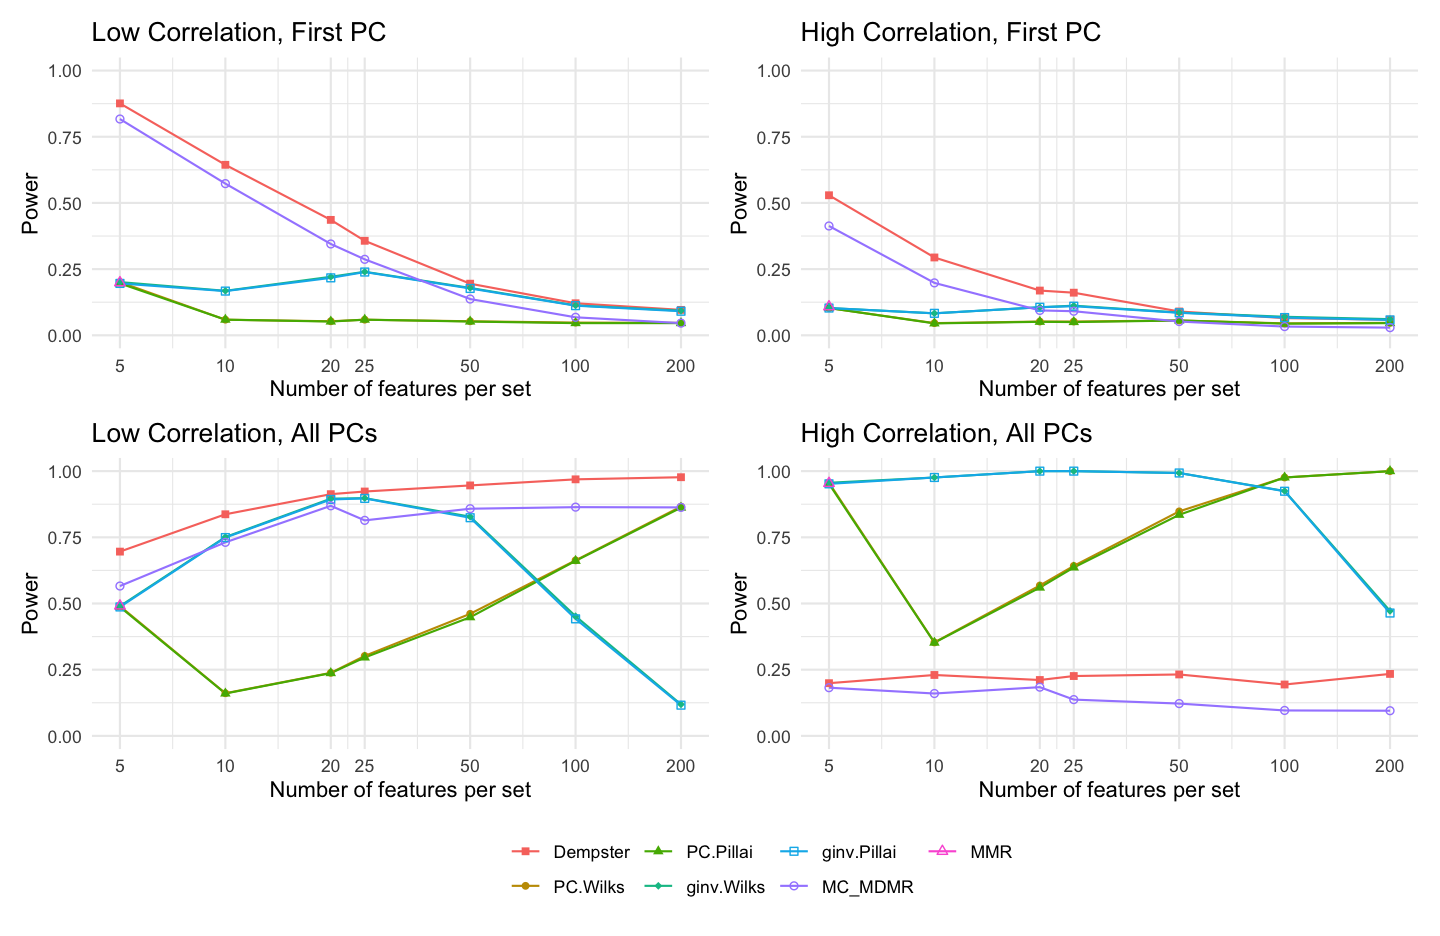 Low Correlation, First PC
High Correlation, First PC
1.00
0.75
0.50
0.25
0.00
Power
5 10 20 25 50 100 200
Number of features per set
1.00
0.75
0.50
0.25
0.00
Power
5 10 20 25 50 100 200
Number of features per set
Low Correlation, All PCs
High Correlation, All PCs
1.00
0.75
0.50
0.25
0.00
Power
5 10 20 25 50 100 200
Number of features per set
1.00
0.75
0.50
0.25
0.00
Power
5 10 20 25 50 100 200
Number of features per set
Dempster PC.Pillai ginv.Pillai MMR
PC.Wilks ginv.Wilks MC_MDMR